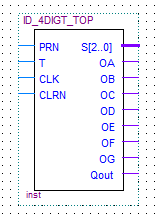 ID_4DIGT_TOP
PRN S[2..0]
T OA
CLK OB
CLRN OC
OD
OE
OF
OG
Qout
inst